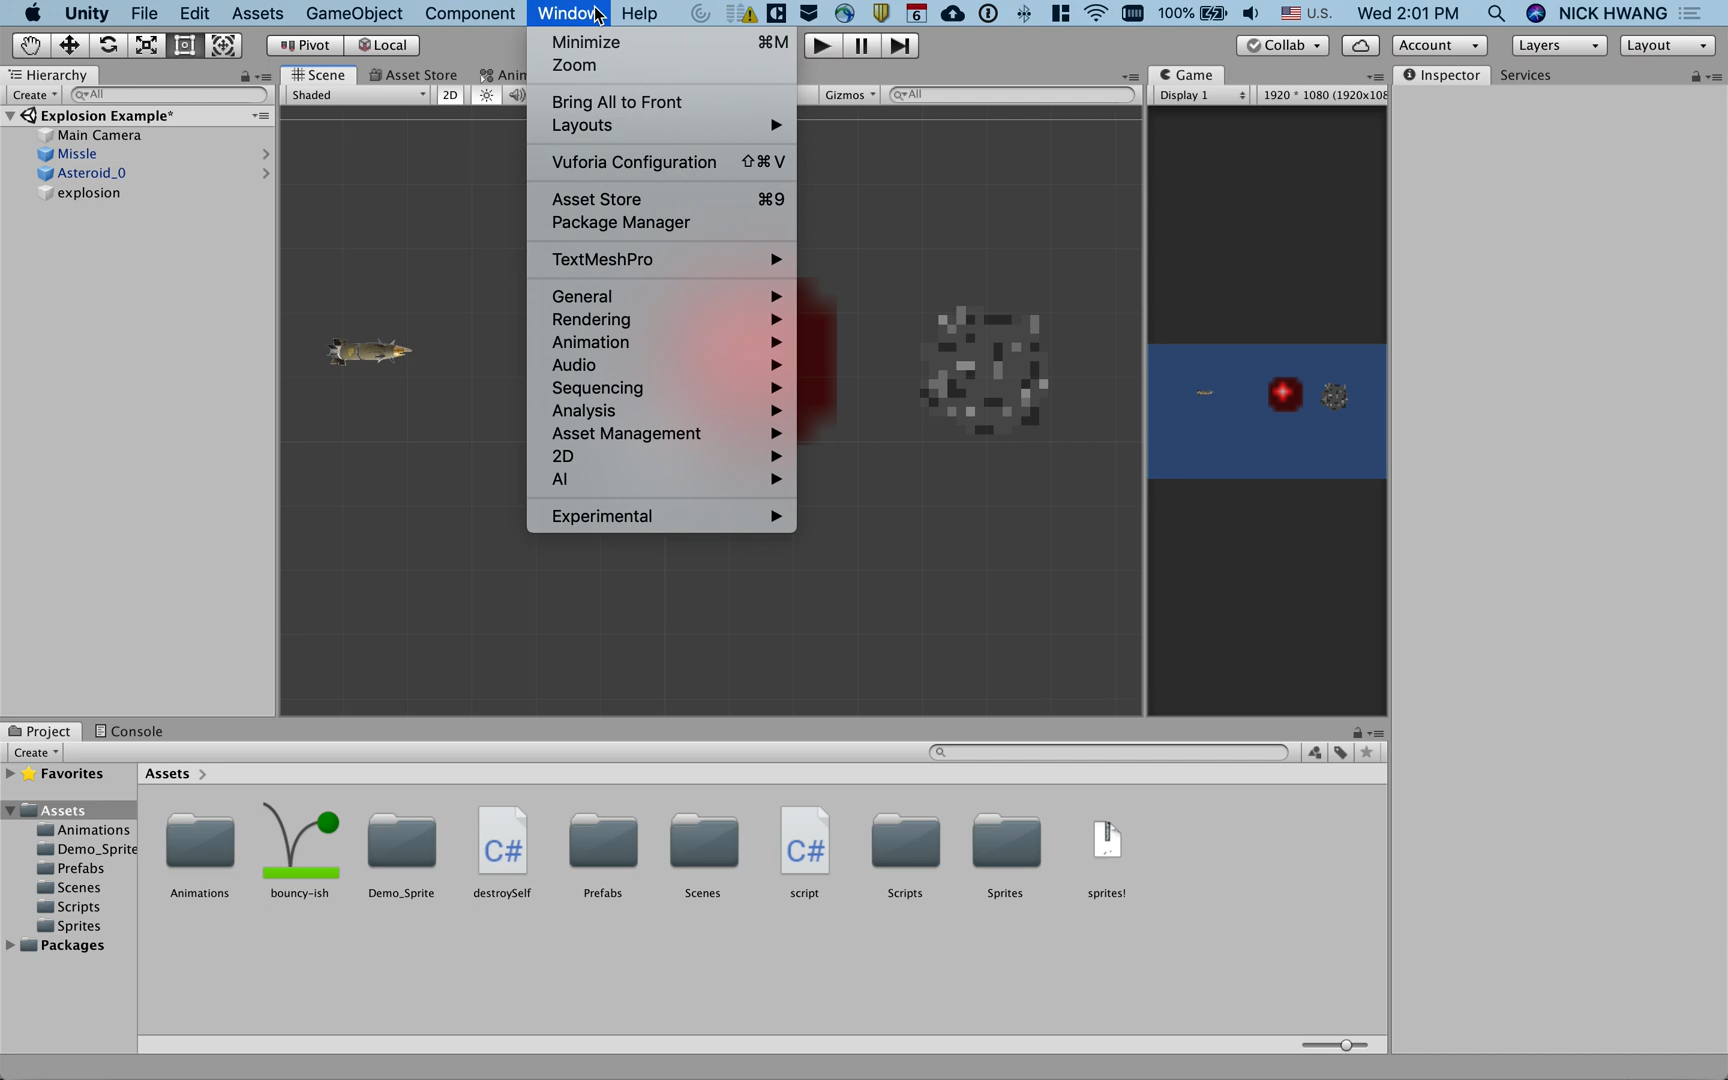 Unity File Edit Assets GameObject Component Window Help 6 100% U.S. Wed 2:01 PM NICK HWANG
Pivot Local Collab Account Layers Layout
Hierarchy
Create All
Explosion Example*
Main Camera
Missle
Asteroid_0
explosion
Scene Asset Store Anim
Shaded 2D Gizmos All
Minimize ⌘M
Zoom
Bring All to Front
Layouts
Vuforia Configuration ⇧⌘V
Asset Store ⌘9
Package Manager
TextMeshPro
General
Rendering
Animation
Audio
Sequencing
Analysis
Asset Management
2D
AI
Experimental
Game
Display 1 1920 * 1080 (1920x108
Inspector Services
Project Console
Create
Favorites
Assets
Animations
Demo_Sprite
Prefabs
Scenes
Scripts
Sprites
Packages
Assets
C# C#
Animations bouncy-ish Demo_Sprite destroySelf Prefabs Scenes script Scripts Sprites sprites!